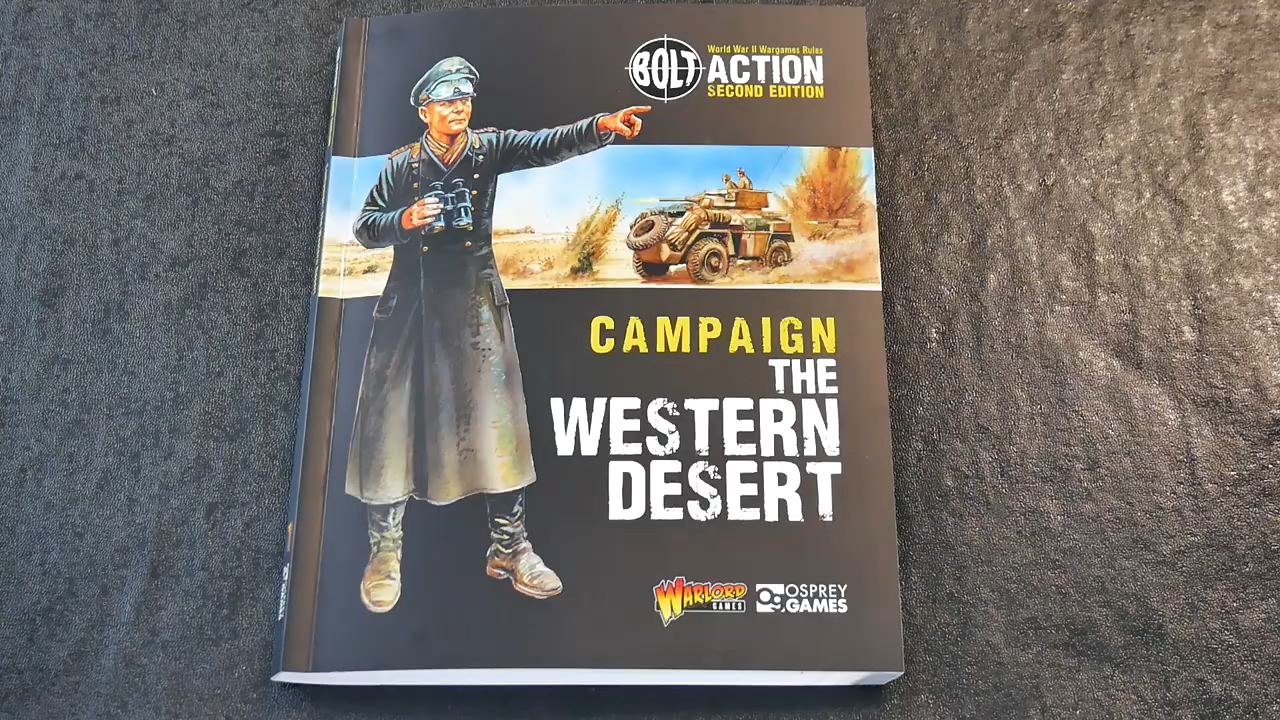 World War II Wargames Rules
BOLT ACTION
SECOND EDITION
CAMPAIGN
THE
WESTERN
DESERT
WARLORD
GAMES
OSPREY
GAMES